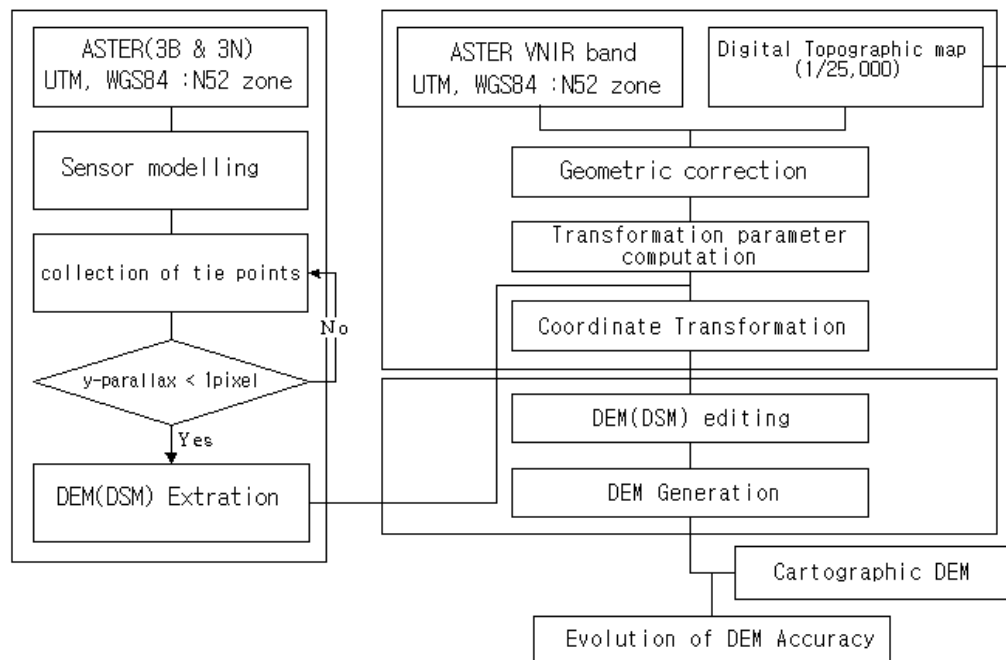 ASTER(3B & 3N)
UTM, WGS84 :N52 zone
Sensor modelling
collection of tie points
No
y-parallax < 1pixel
Yes
DEM(DSM) Extration
ASTER VNIR band
UTM, WGS84 :N52 zone
Digital Topographic map
(1/25,000)
Geometric correction
Transformation parameter
computation
Coordinate Transformation
DEM(DSM) editing
DEM Generation
Cartographic DEM
Evolution of DEM Accuracy